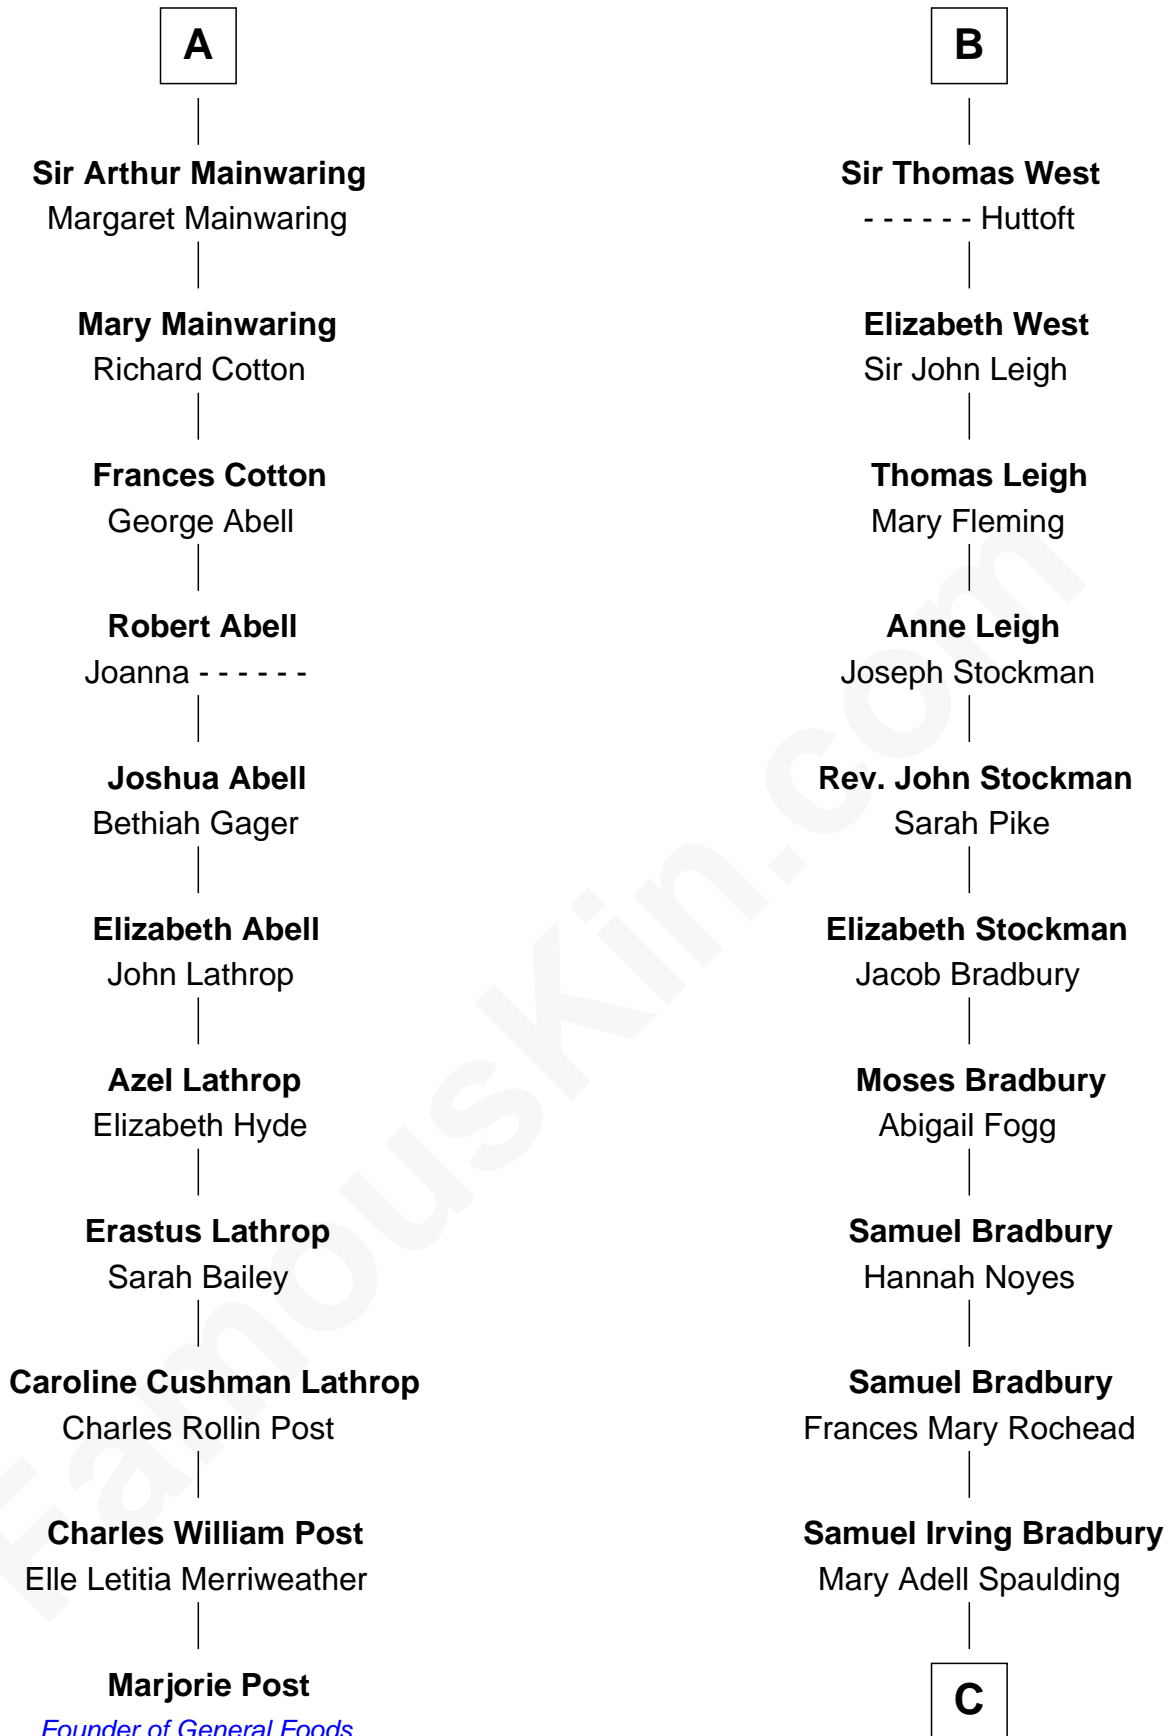 A
Sir Arthur Mainwaring
Margaret Mainwaring
Mary Mainwaring
Richard Cotton
Frances Cotton
George Abell
Robert Abell
Joanna - - - - - -
Joshua Abell
Bethiah Gager
Elizabeth Abell
John Lathrop
Azel Lathrop
Elizabeth Hyde
Erastus Lathrop
Sarah Bailey
Caroline Cushman Lathrop
Charles Rollin Post
Charles William Post
Elle Letitia Merriweather
Marjorie Post
Founder of General Foods
B
Sir Thomas West
- - - - - - Huttoft
Elizabeth West
Sir John Leigh
Thomas Leigh
Mary Fleming
Anne Leigh
Joseph Stockman
Rev. John Stockman
Sarah Pike
Elizabeth Stockman
Jacob Bradbury
Moses Bradbury
Abigail Fogg
Samuel Bradbury
Hannah Noyes
Samuel Bradbury
Frances Mary Rochead
Samuel Irving Bradbury
Mary Adell Spaulding
C
FamousKin.com